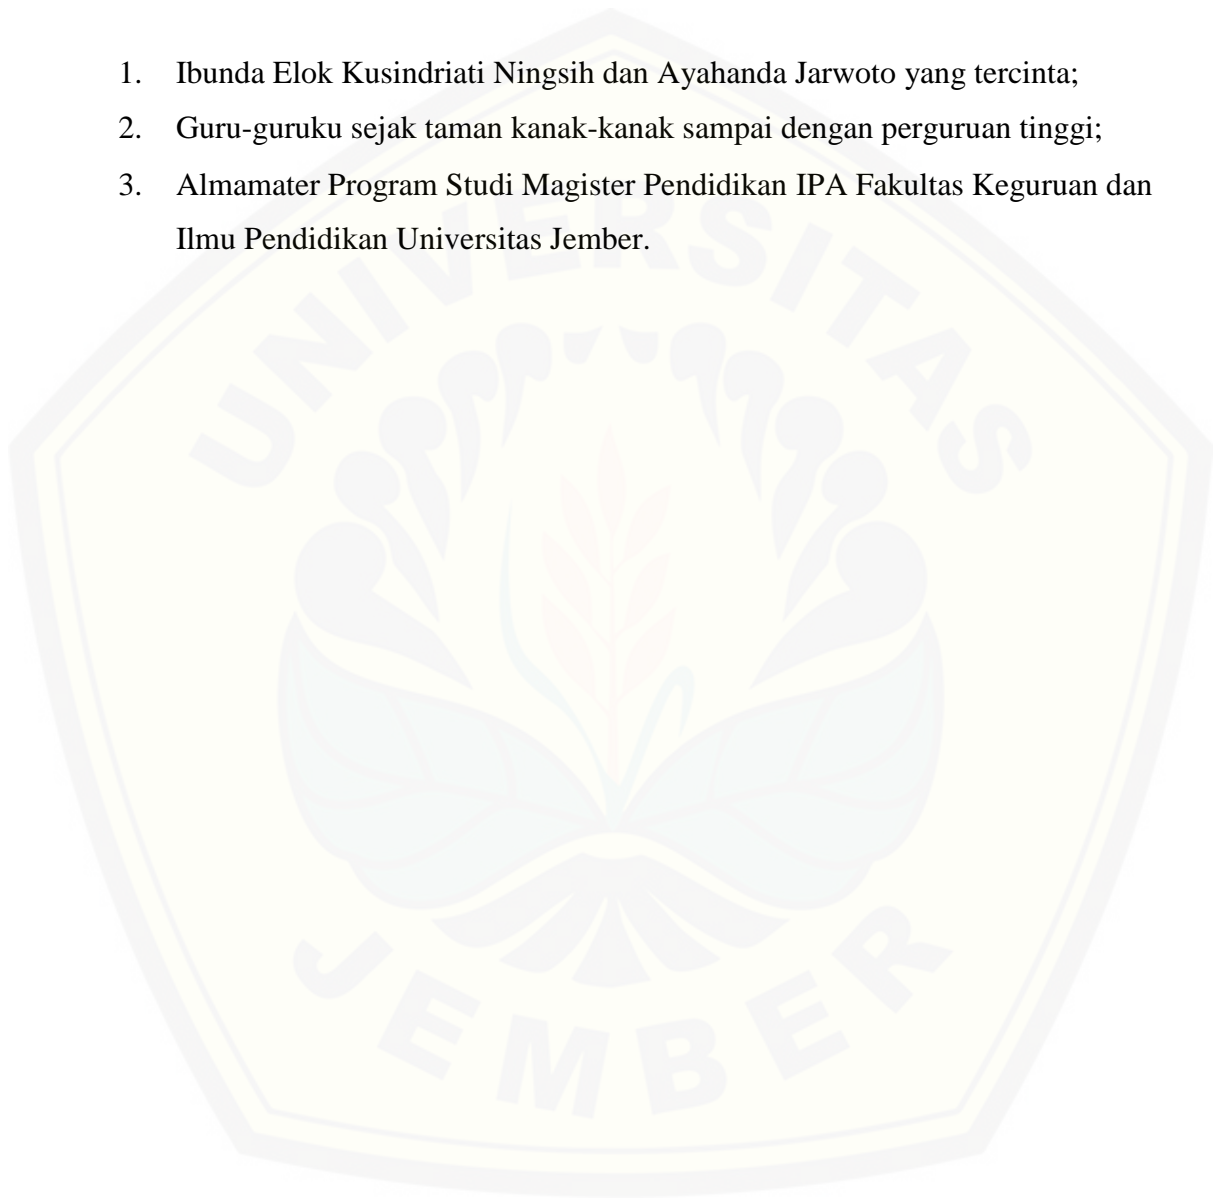 1. Ibunda Elok Kusindriati Ningsih dan Ayahanda Jarwoto yang tercinta;
2. Guru-guruku sejak taman kanak-kanak sampai dengan perguruan tinggi;
3. Almamater Program Studi Magister Pendidikan IPA Fakultas Keguruan dan
Ilmu Pendidikan Universitas Jember.
UNIVERSITAS
JEMBER